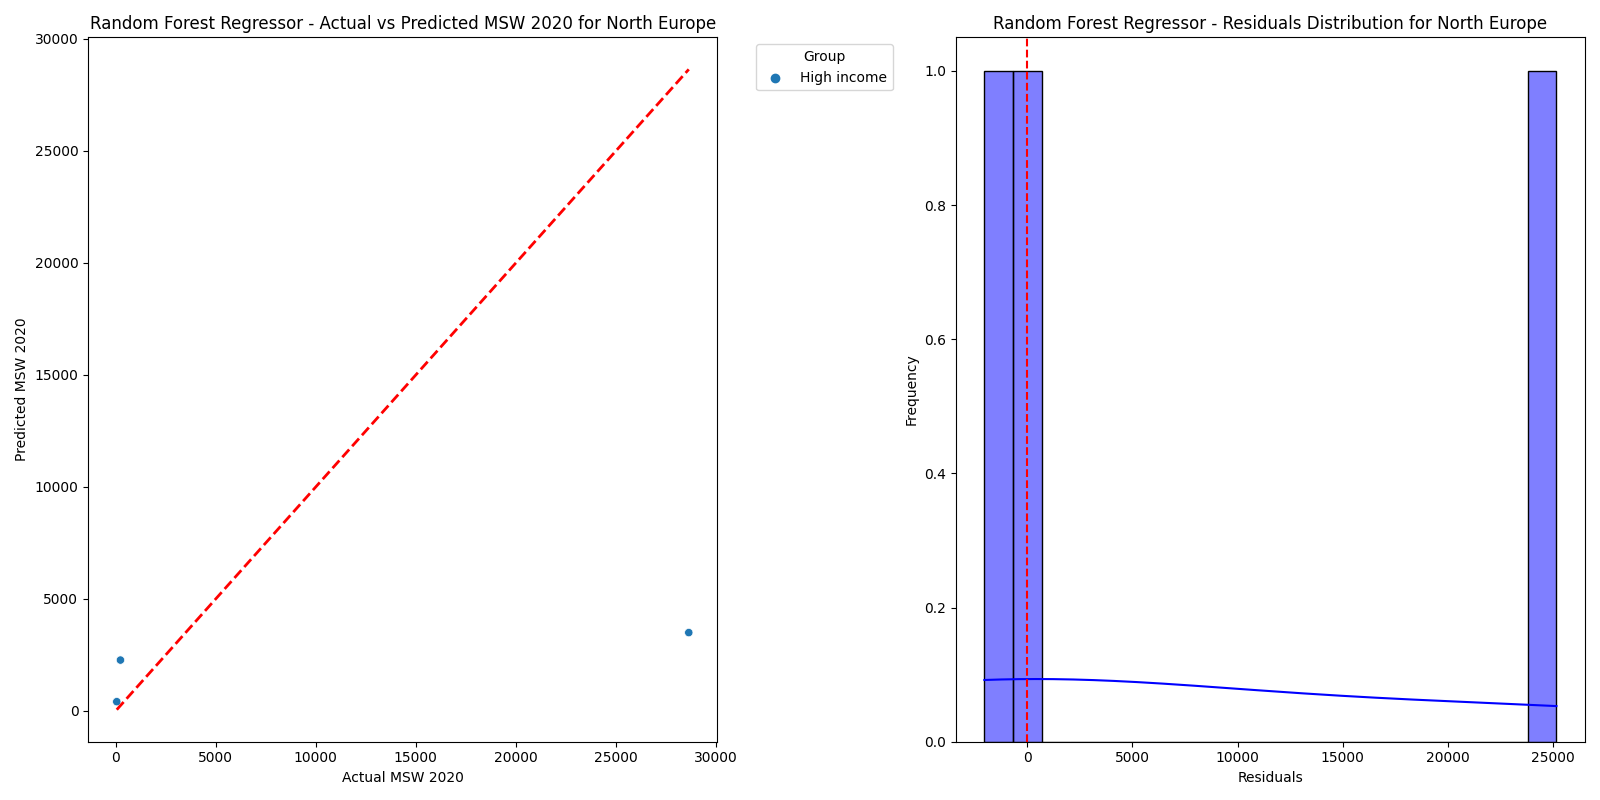 Random Forest Regressor - Actual vs Predicted MSW 2020 for North Europe
30000
25000
20000
15000
10000
5000
0
Predicted MSW 2020
0 5000 10000 15000 20000 25000 30000
Actual MSW 2020
Group
High income
Random Forest Regressor - Residuals Distribution for North Europe
1.0
0.8
0.6
0.4
0.2
0.0
Frequency
0 5000 10000 15000 20000 25000
Residuals